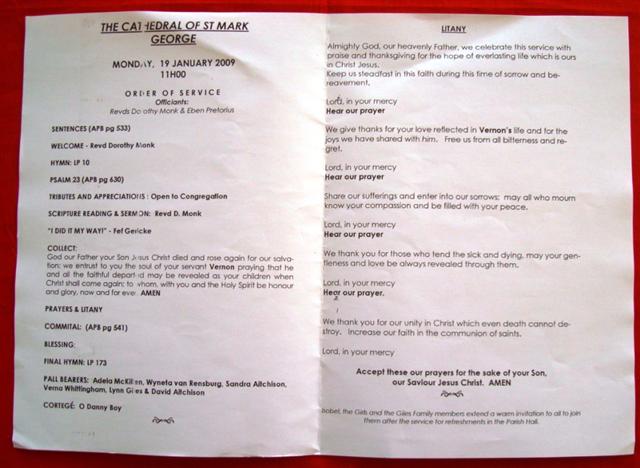 THE CATHEDRAL OF ST MARK
GEORGE
MONDAY, 19 JANUARY 2009
11H00
ORDER OF SERVICE
Officiants:
Revds Dorothy Monk & Eben Pretorius
SENTENCES (APB pg 533)
WELCOME - Revd Dorothy Monk
HYMN: LP 10
PSALM 23 (APB pg 630)
TRIBUTES AND APPRECIATIONS : Open to Congregation
SCRIPTURE READING & SERMON: Revd D. Monk
"I DID IT MY WAY!" - Fef Gericke
COLLECT:
God our Father your Son Jesus Christ died and rose again for our salva-
tion; we entrust to you the soul of your servant Vernon praying that he
and all the faithful departed may be revealed as your children when
Christ shall come again; to whom, with you and the Holy Spirit be honour
and glory, now and for ever. AMEN
PRAYERS & LITANY
COMMITAL: (APB pg 541)
BLESSING:
FINAL HYMN: LP 173
PALL BEARERS: Adela McKillen, Wyneta van Rensburg, Sandra Aitchison,
Verna Whittingham, Lynn Giles & David Aitchison
CORTEGÉ: O Danny Boy
LITANY
Almighty God, our heavenly Father, we celebrate this service with
praise and thanksgiving for the hope of everlasting life which is ours
in Christ Jesus.
Keep us steadfast in this faith during this time of sorrow and be-
reavement.
Lord, in your mercy
Hear our prayer
We give thanks for your love reflected in Vernon's life and for the
joys we have shared with him. Free us from all bitterness and re-
gret.
Lord, in your mercy
Hear our prayer
Share our sufferings and enter into our sorrows; may all who mourn
know your compassion and be filled with your peace.
Lord, in your mercy
Hear our prayer
We thank you for those who tend the sick and dying, may your gen-
tleness and love be always revealed through them.
Lord, in your mercy
Hear our prayer.
We thank you for our unity in Christ which even death cannot de-
stroy. Increase our faith in the communion of saints.
Lord, in your mercy
Accept these our prayers for the sake of your Son,
our Saviour Jesus Christ. AMEN
the Girls and the Giles Family members extend a warm invitation to all to join
them after the service for refreshments in the Parish Hall.